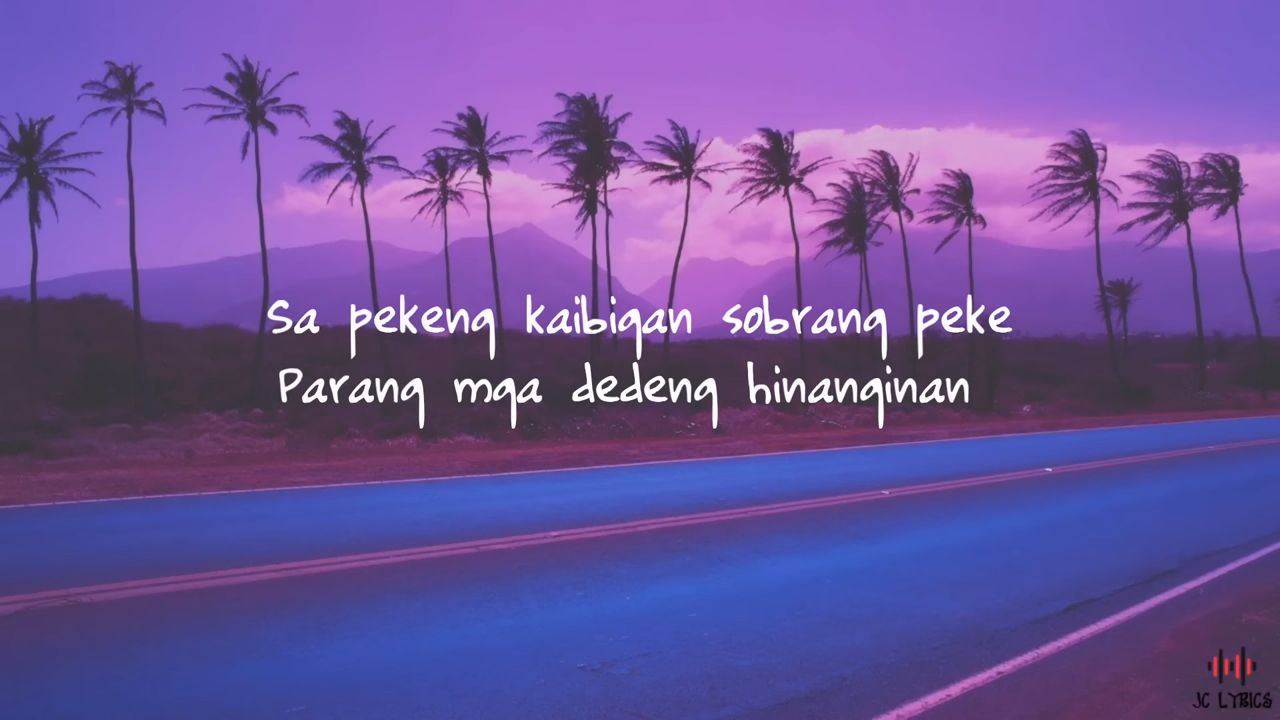 Sa pekeng kaibigan sobrang peke
Parang mga dedeng hinanginan
JC LYRICS